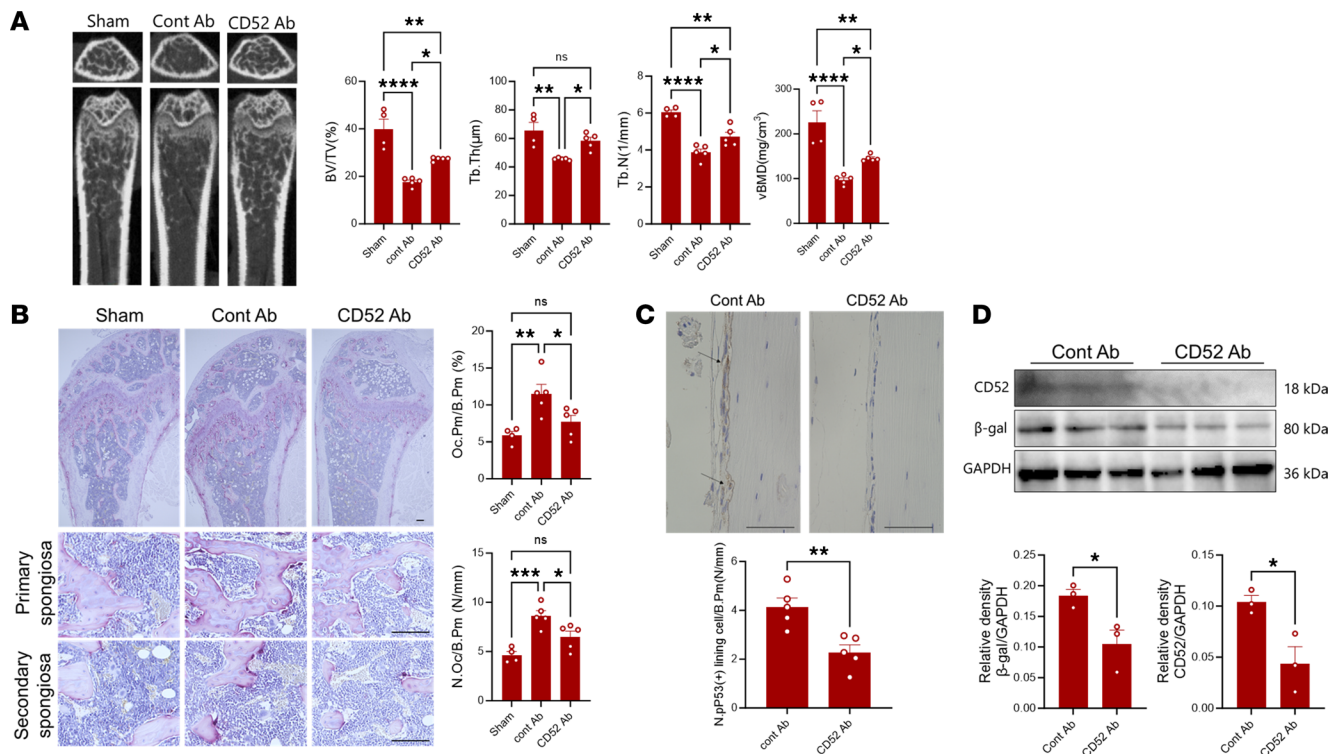 A
Sham
Cont Ab
CD52 Ab
BV/TV(%)
60
40
20
0
**
*
****
Sham
cont Ab
CD52 Ab
Tb.Th(μm)
100
80
60
40
20
0
ns
**
*
Sham
cont Ab
CD52 Ab
Tb.N(1/mm)
8
6
4
2
0
**
*
****
Sham
cont Ab
CD52 Ab
vBMD(mg/cm³)
300
200
100
0
**
*
****
Sham
cont Ab
CD52 Ab
B
Sham
Cont Ab
CD52 Ab
Primary
spongiosa
Secondary
spongiosa
Oc.Pm/B.Pm (%)
20
15
10
5
0
ns
**
*
Sham
cont Ab
CD52 Ab
N.Oc/B.Pm (N/mm)
15
10
5
0
ns
***
*
Sham
cont Ab
CD52 Ab
C
Cont Ab
CD52 Ab
N.pP53(+) lining cell/B.Pm(N/mm)
6
4
2
0
**
cont Ab
CD52 Ab
D
Cont Ab
CD52 Ab
CD52
18 kDa
β-gal
80 kDa
GAPDH
36 kDa
Relative density
β-gal/GAPDH
0.25
0.20
0.15
0.10
0.05
0.00
*
Cont Ab
CD52 Ab
Relative density
CD52/GAPDH
0.15
0.10
0.05
0.00
*
Cont Ab
CD52 Ab